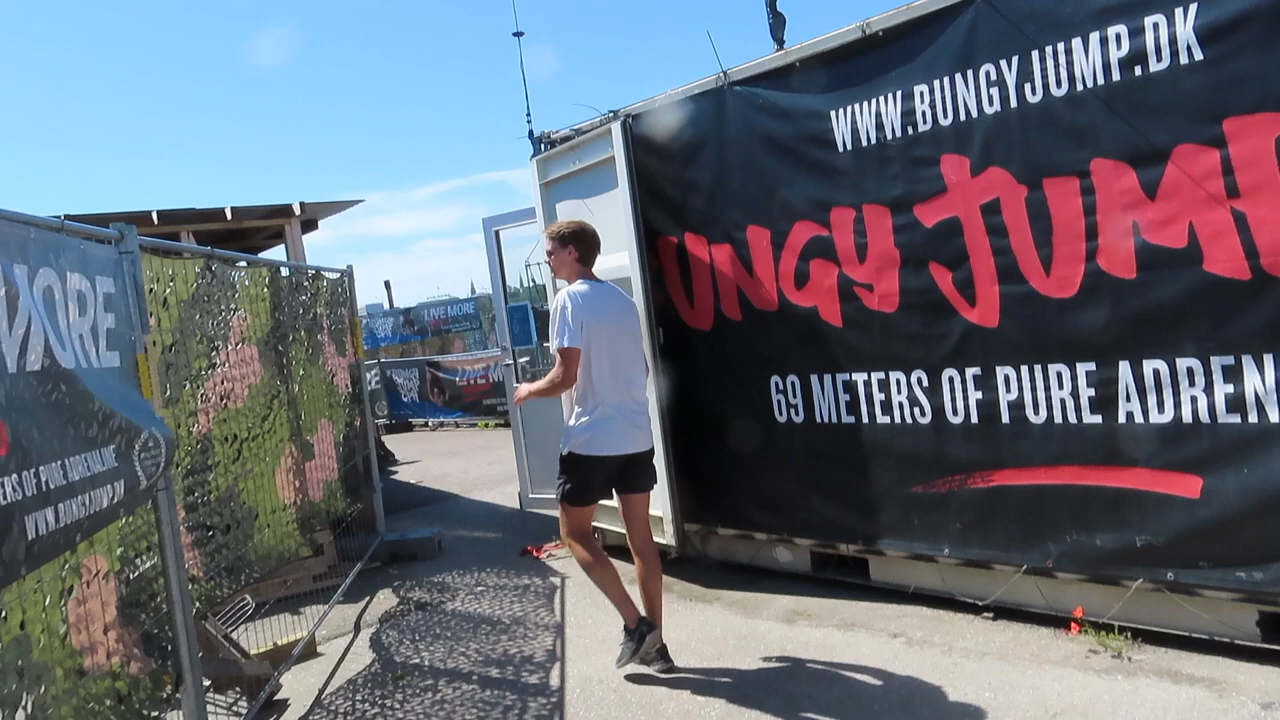 WWW.BUNGYJUMP.DK
UNGY JUMP
69 METERS OF PURE ADREN
MORE
ERS OF PURE ADRENALINE
WWW.BUNGYJUMP.DK
LIVE MORE
LIVE M